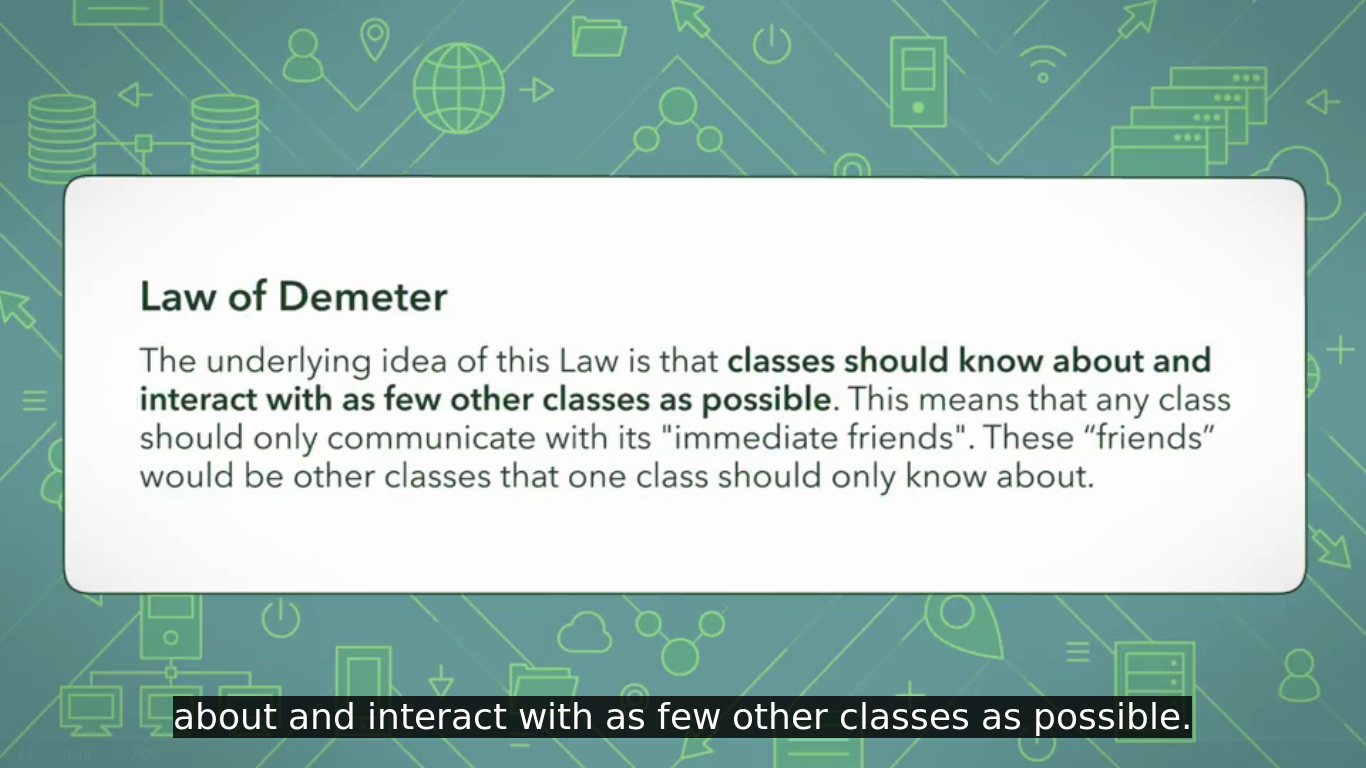 Law of Demeter
The underlying idea of this Law is that classes should know about and
interact with as few other classes as possible. This means that any class
should only communicate with its "immediate friends". These “friends”
would be other classes that one class should only know about.
about and interact with as few other classes as possible.